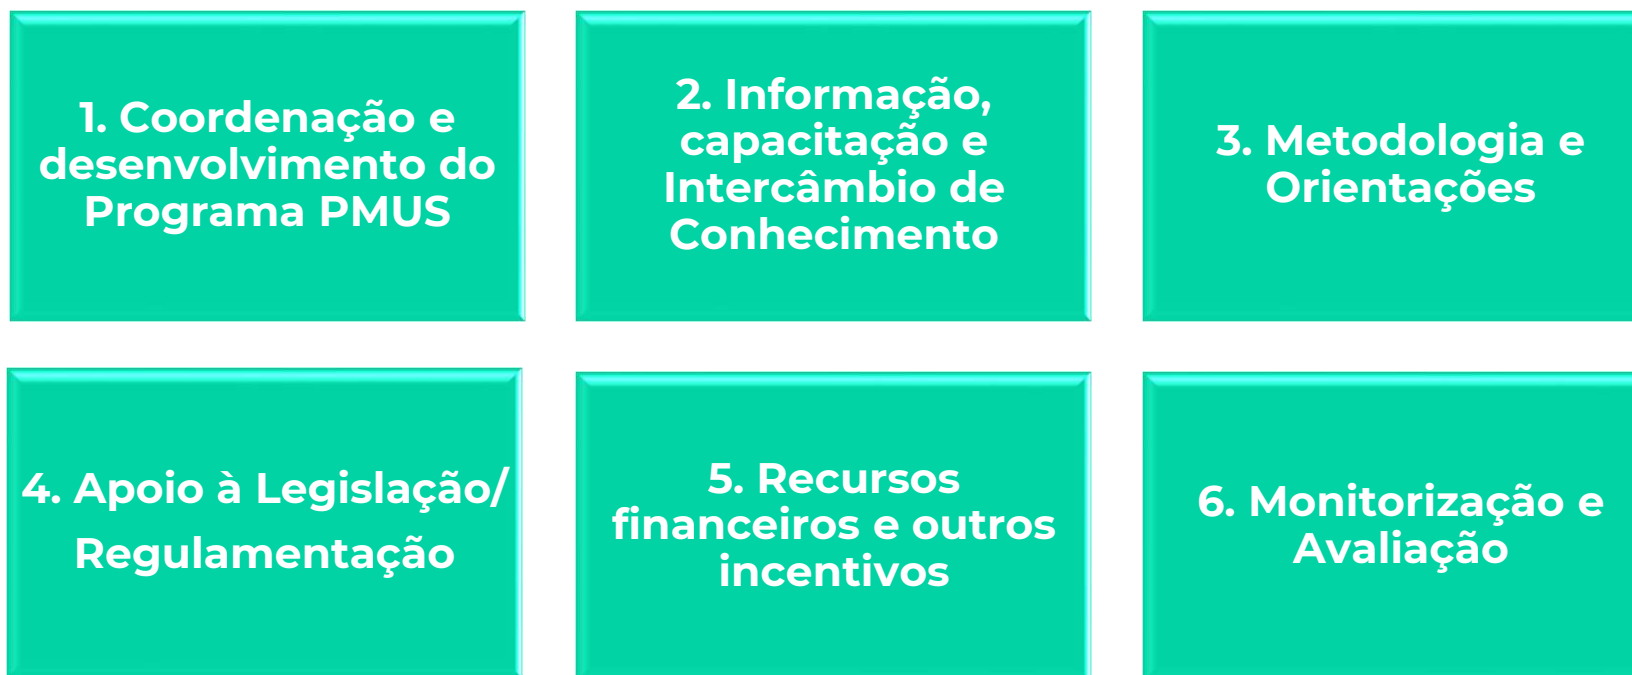 1. Coordenação e
desenvolvimento do
Programa PMUS
2. Informação,
capacitação e
Intercâmbio de
Conhecimento
3. Metodologia e
Orientações
4. Apoio à Legislação/
Regulamentação
5. Recursos
financeiros e outros
incentivos
6. Monitorização e
Avaliação